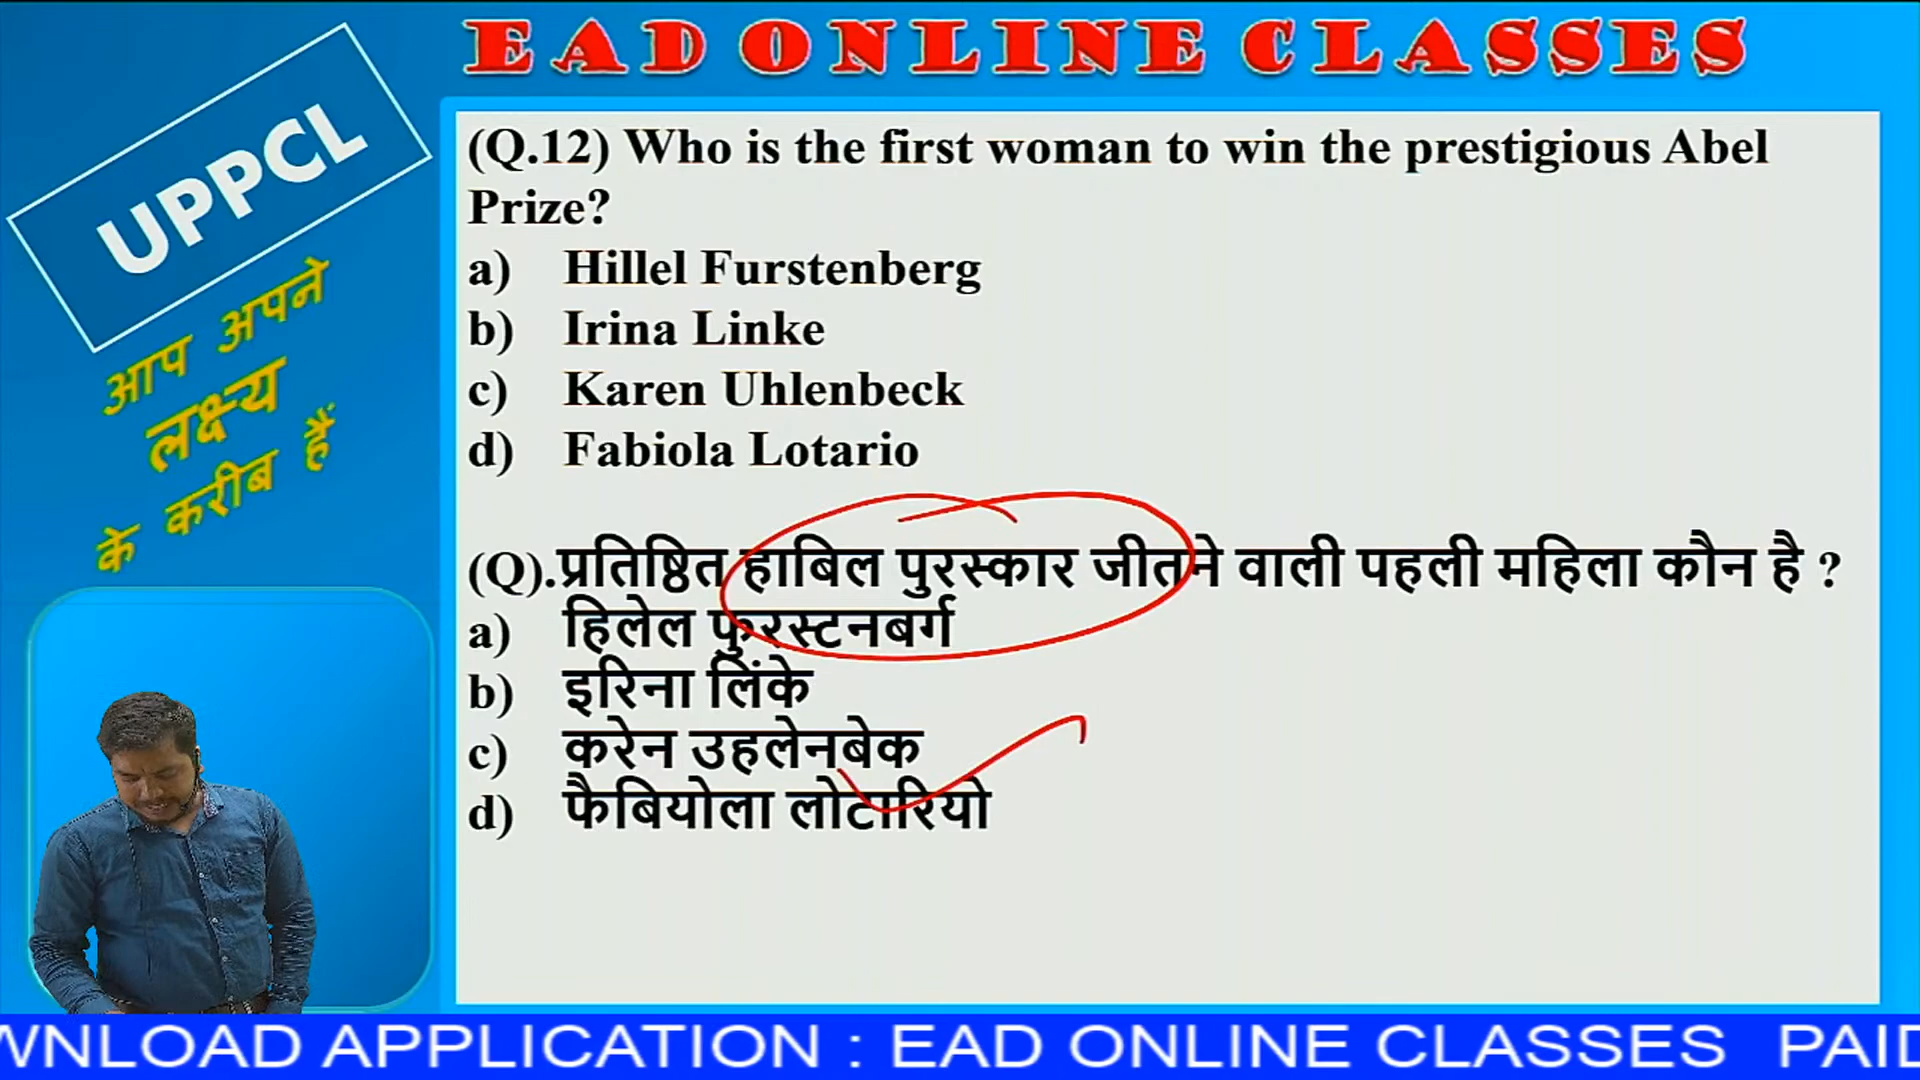 EAD ONLINE CLASSES
UPPCL
आप अपने
लक्ष्य
के करीब हैं
(Q.12) Who is the first woman to win the prestigious Abel
Prize?
a) Hillel Furstenberg
b) Irina Linke
c) Karen Uhlenbeck
d) Fabiola Lotario
(Q).प्रतिष्ठित हाबिल पुरस्कार जीतने वाली पहली महिला कौन है ?
a) हिलेल फुरस्टनबर्ग
b) इरिना लिंके
c) करेन उहलेनबेक
d) फैबियोला लोटारियो
WNLOAD APPLICATION : EAD ONLINE CLASSES PAID